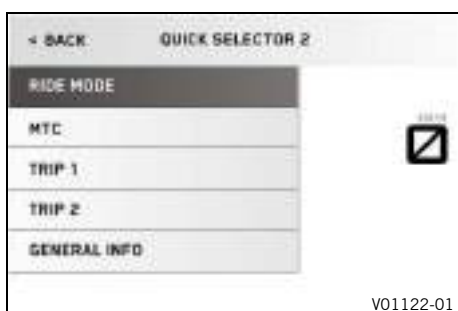 < BACK QUICK SELECTOR 2
RIDE MODE
MTC
TRIP 1
TRIP 2
GENERAL INFO
V01122-01